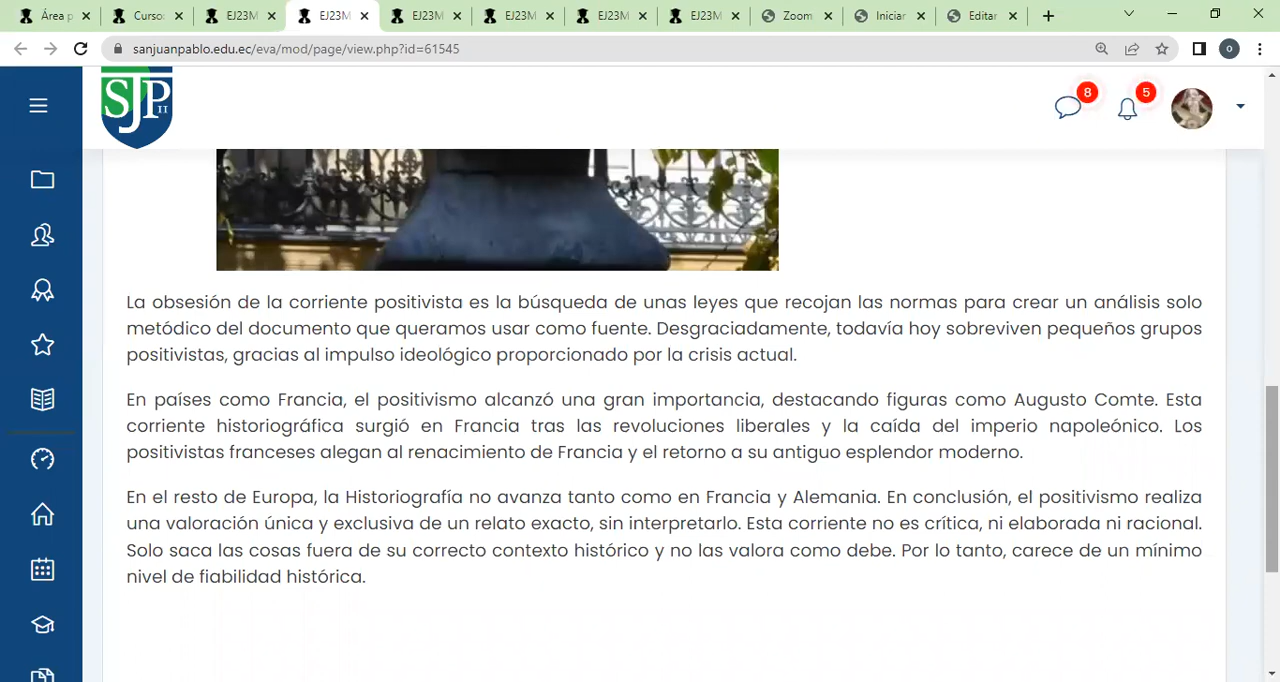 Área p
Curso:
EJ23M
EJ23M
EJ23M
EJ23M
EJ23M
EJ23M
Zoom
Iniciar
Editar
sanjuanpablo.edu.ec/eva/mod/page/view.php?id=61545
o
SJP
II
8
5
La obsesión de la corriente positivista es la búsqueda de unas leyes que recojan las normas para crear un análisis solo
metódico del documento que queramos usar como fuente. Desgraciadamente, todavía hoy sobreviven pequeños grupos
positivistas, gracias al impulso ideológico proporcionado por la crisis actual.
En países como Francia, el positivismo alcanzó una gran importancia, destacando figuras como Augusto Comte. Esta
corriente historiográfica surgió en Francia tras las revoluciones liberales y la caída del imperio napoleónico. Los
positivistas franceses alegan al renacimiento de Francia y el retorno a su antiguo esplendor moderno.
En el resto de Europa, la Historiografía no avanza tanto como en Francia y Alemania. En conclusión, el positivismo realiza
una valoración única y exclusiva de un relato exacto, sin interpretarlo. Esta corriente no es crítica, ni elaborada ni racional.
Solo saca las cosas fuera de su correcto contexto histórico y no las valora como debe. Por lo tanto, carece de un mínimo
nivel de fiabilidad histórica.